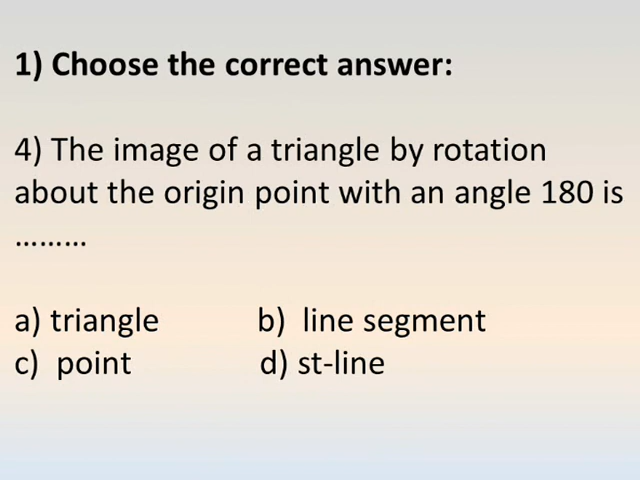 1) Choose the correct answer:
4) The image of a triangle by rotation
about the origin point with an angle 180 is
.........
a) triangle b) line segment
c) point d) st-line